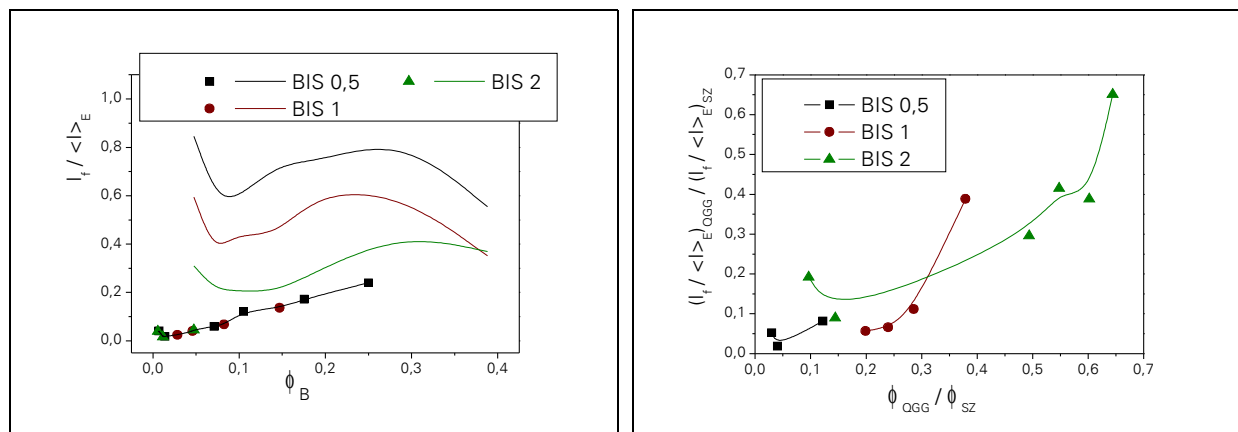 BIS 0,5
BIS 2
BIS 1
1,0
0,8
0,6
0,4
0,2
0,0
I_f / <I>_E
0,0 0,1 0,2 0,3 0,4
ϕ_B
0,7
0,6
0,5
0,4
0,3
0,2
0,1
0,0
BIS 0,5
BIS 1
BIS 2
(I_f / <I>_E)_QGG / (I_f / <I>_E)_SZ
0,0 0,1 0,2 0,3 0,4 0,5 0,6 0,7
ϕ_QGG / ϕ_SZ